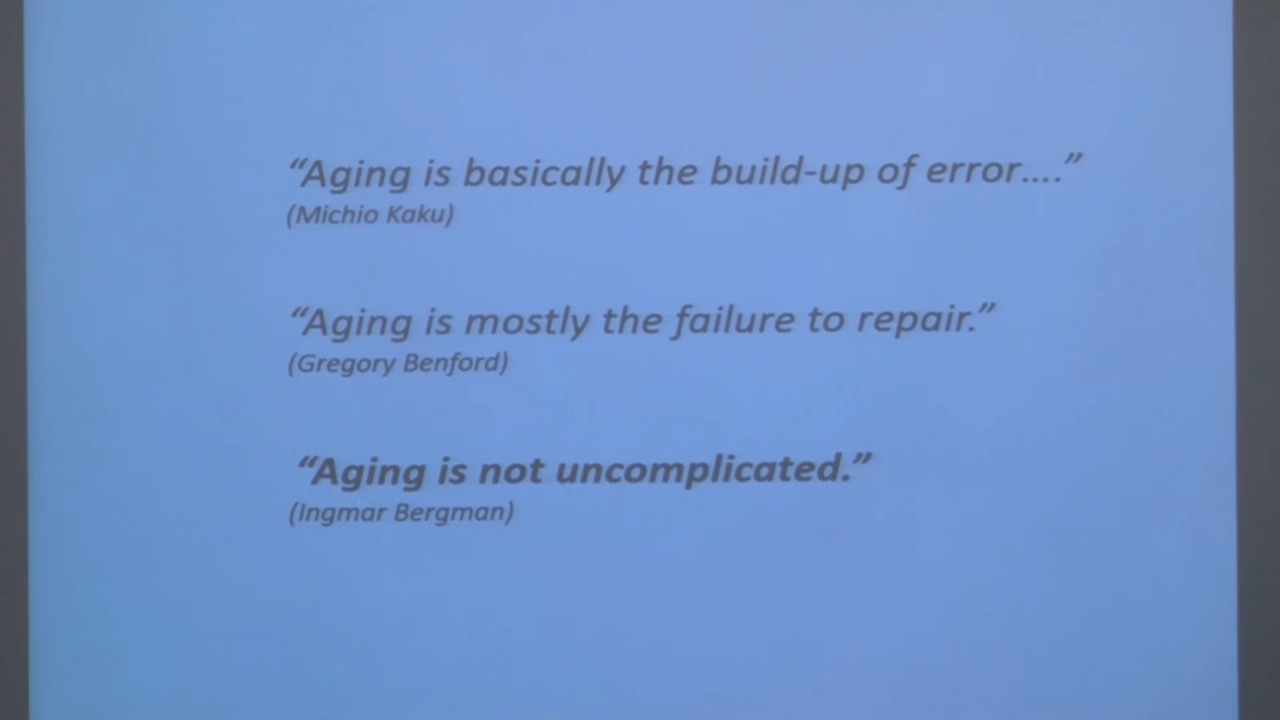 “Aging is basically the build-up of error....”
(Michio Kaku)
“Aging is mostly the failure to repair.”
(Gregory Benford)
“Aging is not uncomplicated.”
(Ingmar Bergman)